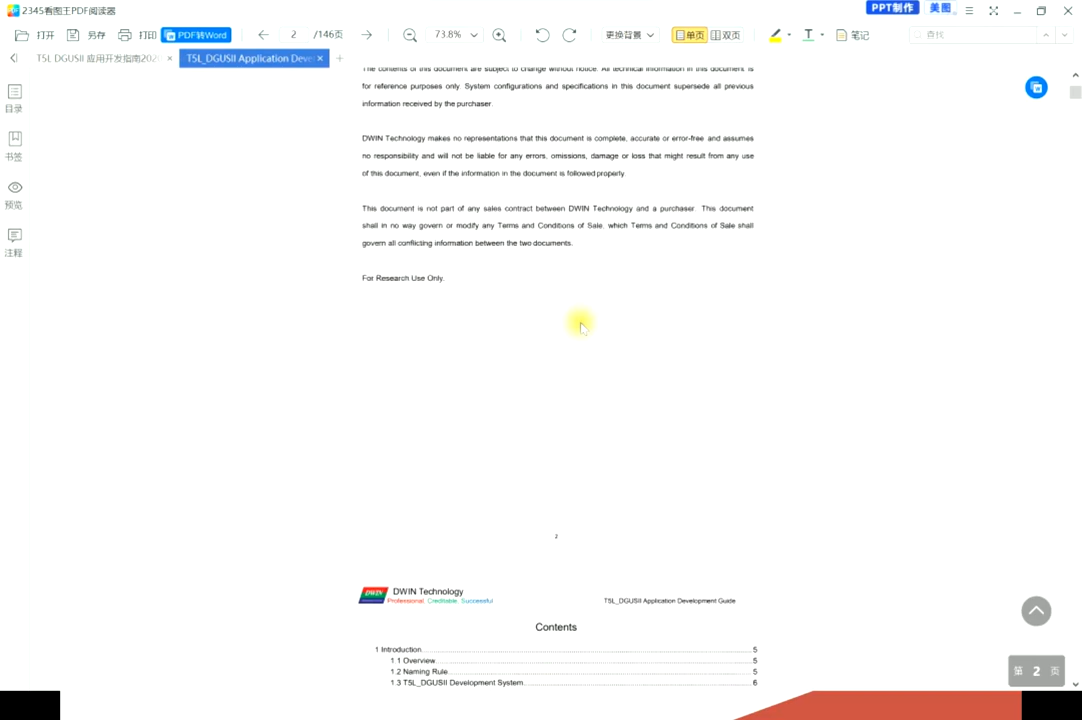 2345看图王PDF阅读器
PPT制作
美图
打开
另存
打印
PDF转Word
2
/146页
73.8%
更换背景
单页
双页
T
笔记
查找
T5L DGUSII 应用开发指南202
T5L_DGUSII Application Deve
目录
书签
预览
注释
The contents of this document are subject to change without notice. All technical information in this document is
for reference purposes only. System configurations and specifications in this document supersede all previous
information received by the purchaser.
DWIN Technology makes no representations that this document is complete, accurate or error-free and assumes
no responsibility and will not be liable for any errors, omissions, damage or loss that might result from any use
of this document, even if the information in the document is followed properly.
This document is not part of any sales contract between DWIN Technology and a purchaser. This document
shall in no way govern or modify any Terms and Conditions of Sale, which Terms and Conditions of Sale shall
govern all conflicting information between the two documents.
For Research Use Only.
2
DWIN
DWIN Technology
Professional. Creditable. Successful
T5L_DGUSII Application Development Guide
Contents
1 Introduction 5
1.1 Overview 5
1.2 Naming Rule 5
1.3 T5L_DGUSII Development System 6
第 2 页